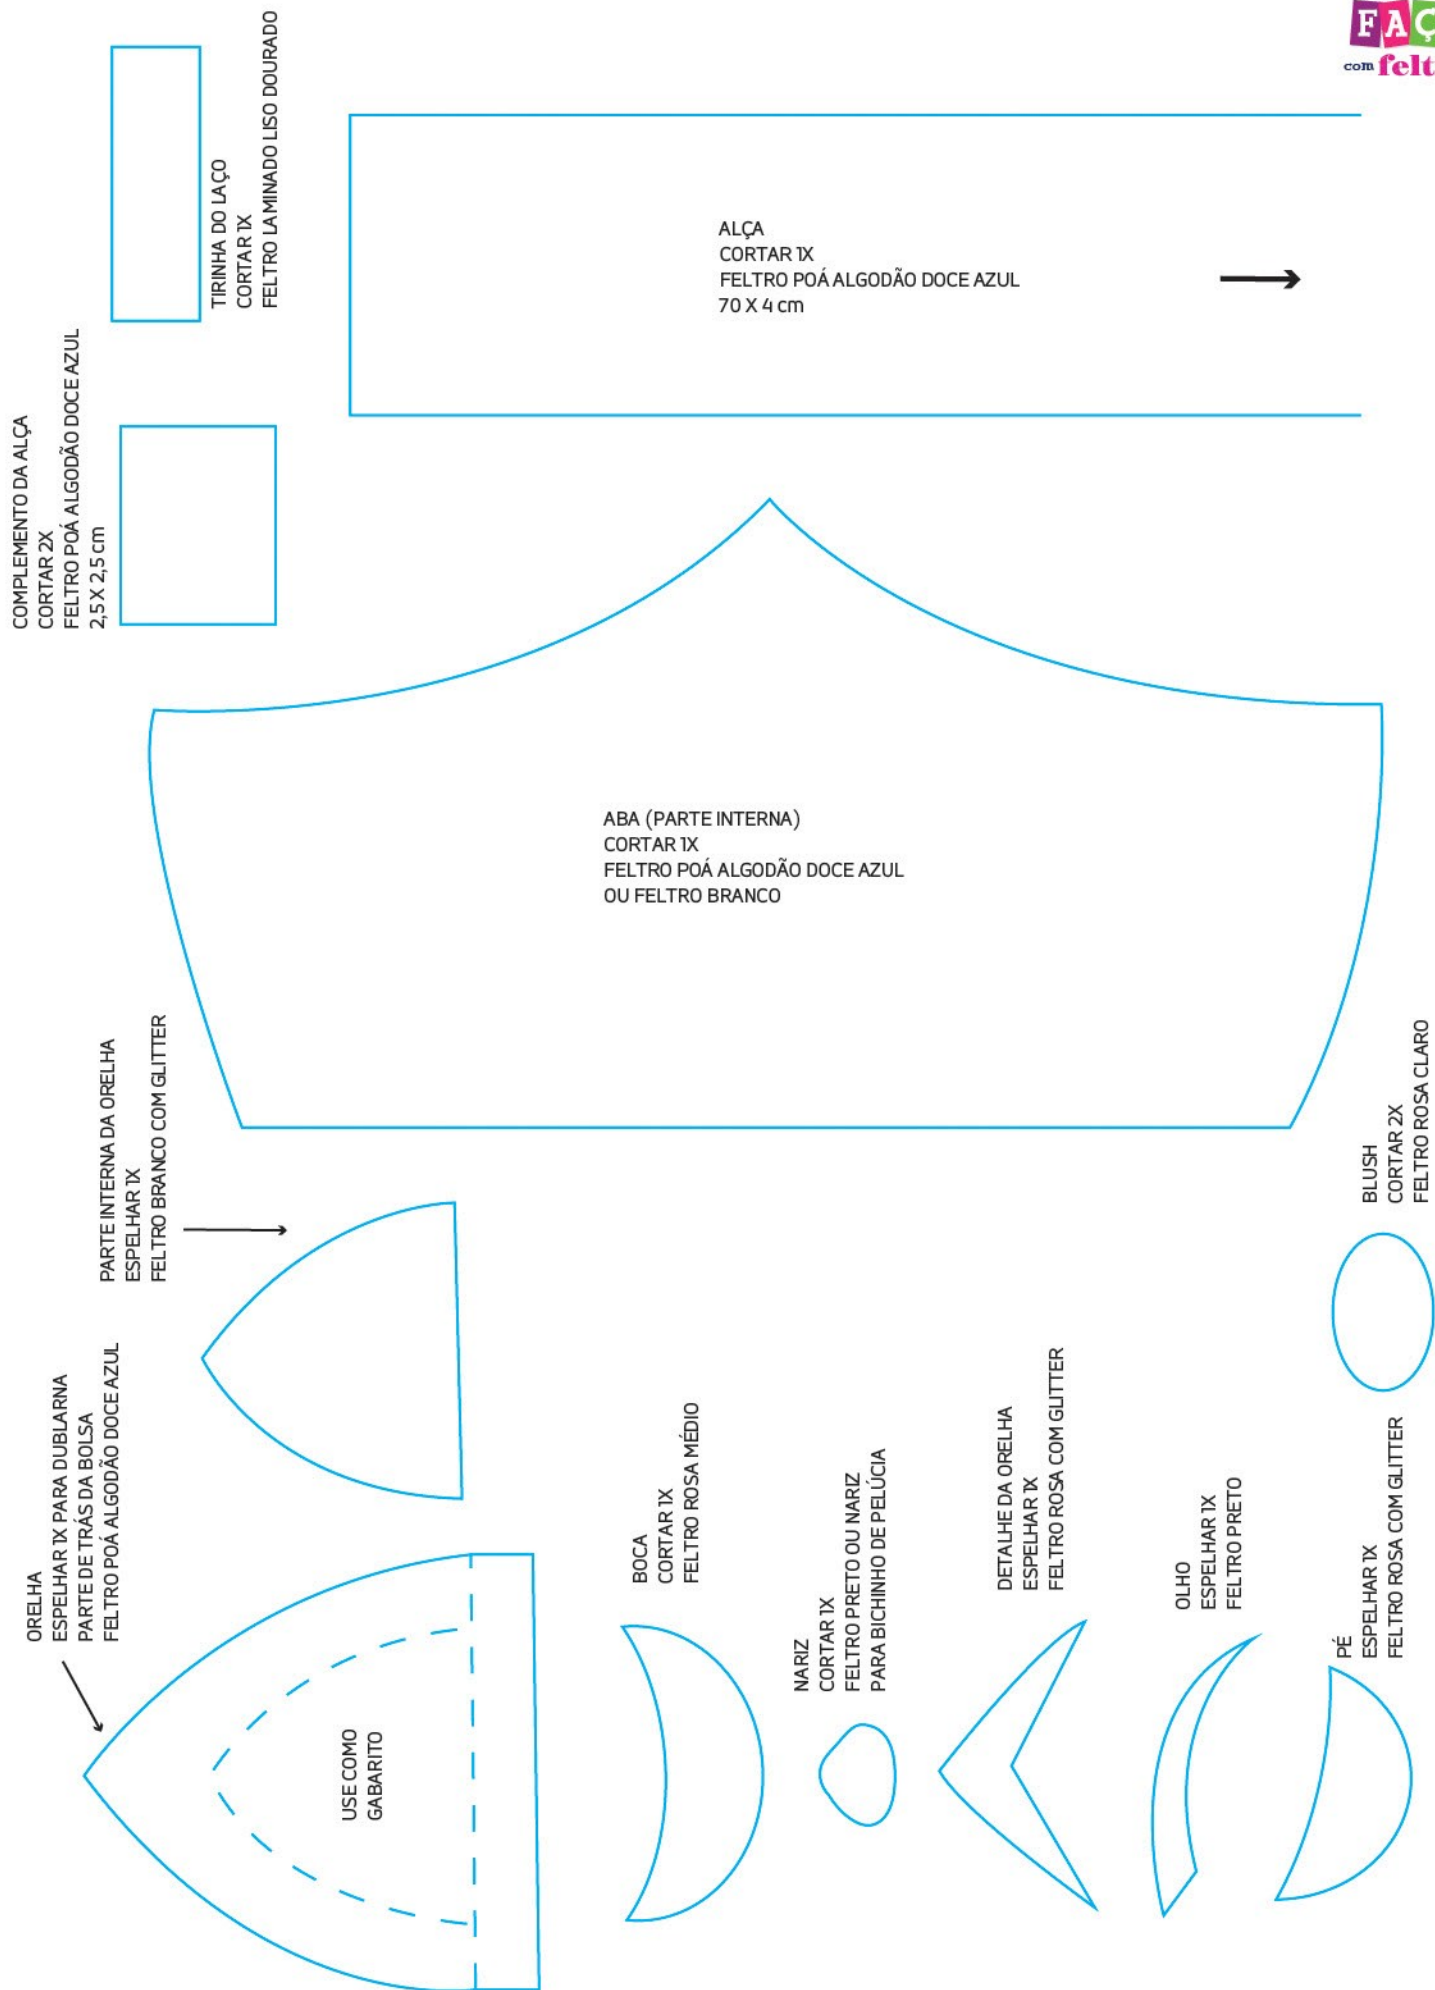 FAÇ
com felt
TIRINHA DO LAÇO
CORTAR 1X
FELTRO LAMINADO LISO DOURADO
ALÇA
CORTAR 1X
FELTRO POÁ ALGODÃO DOCE AZUL
70 X 4 cm
COMPLEMENTO DA ALÇA
CORTAR 2X
FELTRO POÁ ALGODÃO DOCE AZUL
2,5 X 2,5 cm
ABA (PARTE INTERNA)
CORTAR 1X
FELTRO POÁ ALGODÃO DOCE AZUL
OU FELTRO BRANCO
PARTE INTERNA DA ORELHA
ESPELHAR 1X
FELTRO BRANCO COM GLITTER
BLUSH
CORTAR 2X
FELTRO ROSA CLARO
ORELHA
ESPELHAR 1X PARA DUBLARNA
PARTE DE TRÁS DA BOLSA
FELTRO POÁ ALGODÃO DOCE AZUL
USE COMO
GABARITO
BOCA
CORTAR 1X
FELTRO ROSA MÉDIO
NARIZ
CORTAR 1X
FELTRO PRETO OU NARIZ
PARA BICHINHO DE PELÚCIA
DETALHE DA ORELHA
ESPELHAR 1X
FELTRO ROSA COM GLITTER
OLHO
ESPELHAR 1X
FELTRO PRETO
PÉ
ESPELHAR 1X
FELTRO ROSA COM GLITTER